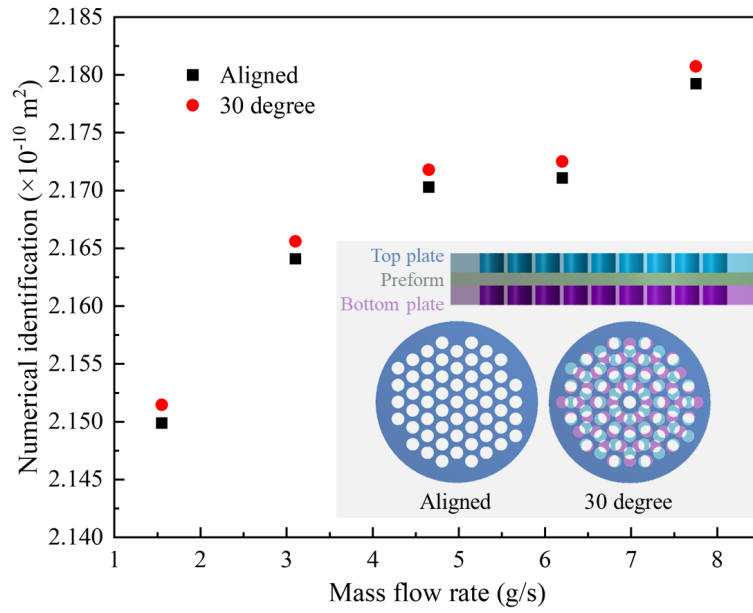 2.185
2.180
2.175
2.170
2.165
2.160
2.155
2.150
2.145
2.140
Numerical identification (×10⁻¹⁰ m²)
Aligned
30 degree
Top plate
Preform
Bottom plate
Aligned
30 degree
1 2 3 4 5 6 7 8
Mass flow rate (g/s)